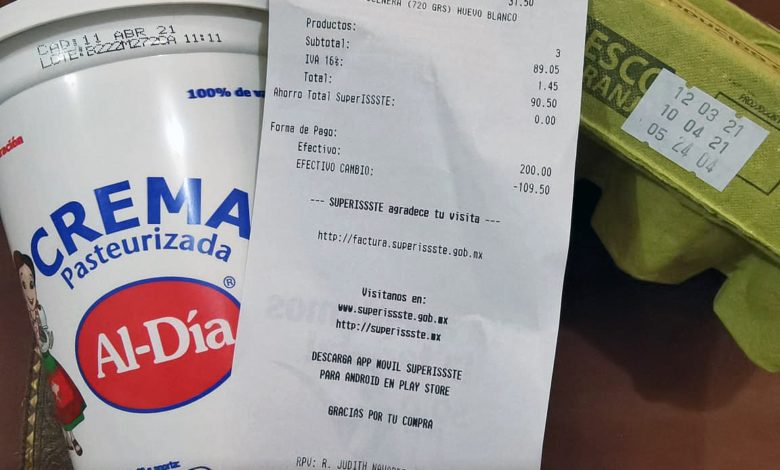 CAD:11 ABR 21
LOTE:B222M2720A 11:11
100% de
CREMA
Pasteurizada
Al-Día
®
31.50
(720 GRS) HUEVO BLANCO
Productos: 3
Subtotal: 89.05
IVA 16%: 1.45
Total: 90.50
Ahorro Total SuperISSSTE: 0.00
Forma de Pago:
Efectivo: 200.00
EFECTIVO CAMBIO: -109.50
--- SUPERISSSTE agradece tu visita ---
http://factura.superissste.gob.mx
Visitanos en:
www.superissste.gob.mx
http://superissste.mx
DESCARGA APP MOVIL SUPERISSSTE
PARA ANDROID EN PLAY STORE
GRACIAS POR TU COMPRA
RPV: R. JUDITH
ESCO
RANJ
12 03 21
10 04 21
05 24 04